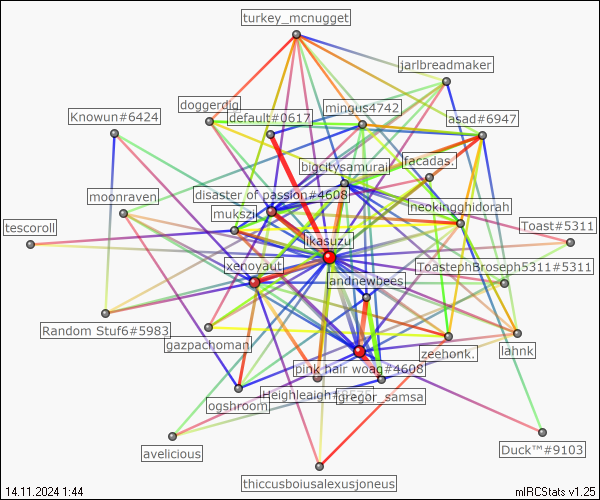 turkey_mcnugget
jarlbreadmaker
doggerdig
mingus4742
Knowun#6424
default#0617
asad#6947
bigcitysamurai
facadas.
moonraven
disaster of passion#4608
mukszi
heokingghidorah
tescoroll
Toast#5311
ikasuzu
xenoyaut
ToastephBroseph5311#5311
andnewbees
Random Stuf6#5983
gazpachoman
lahnk
zeehonk.
pink hair woag#4608
Heighleaigh#
gregor_samsa
ogshroom
avelicious
Duck™#9103
thiccusboiusalexusjoneus
14.11.2024 1:44
mIRCStats v1.25